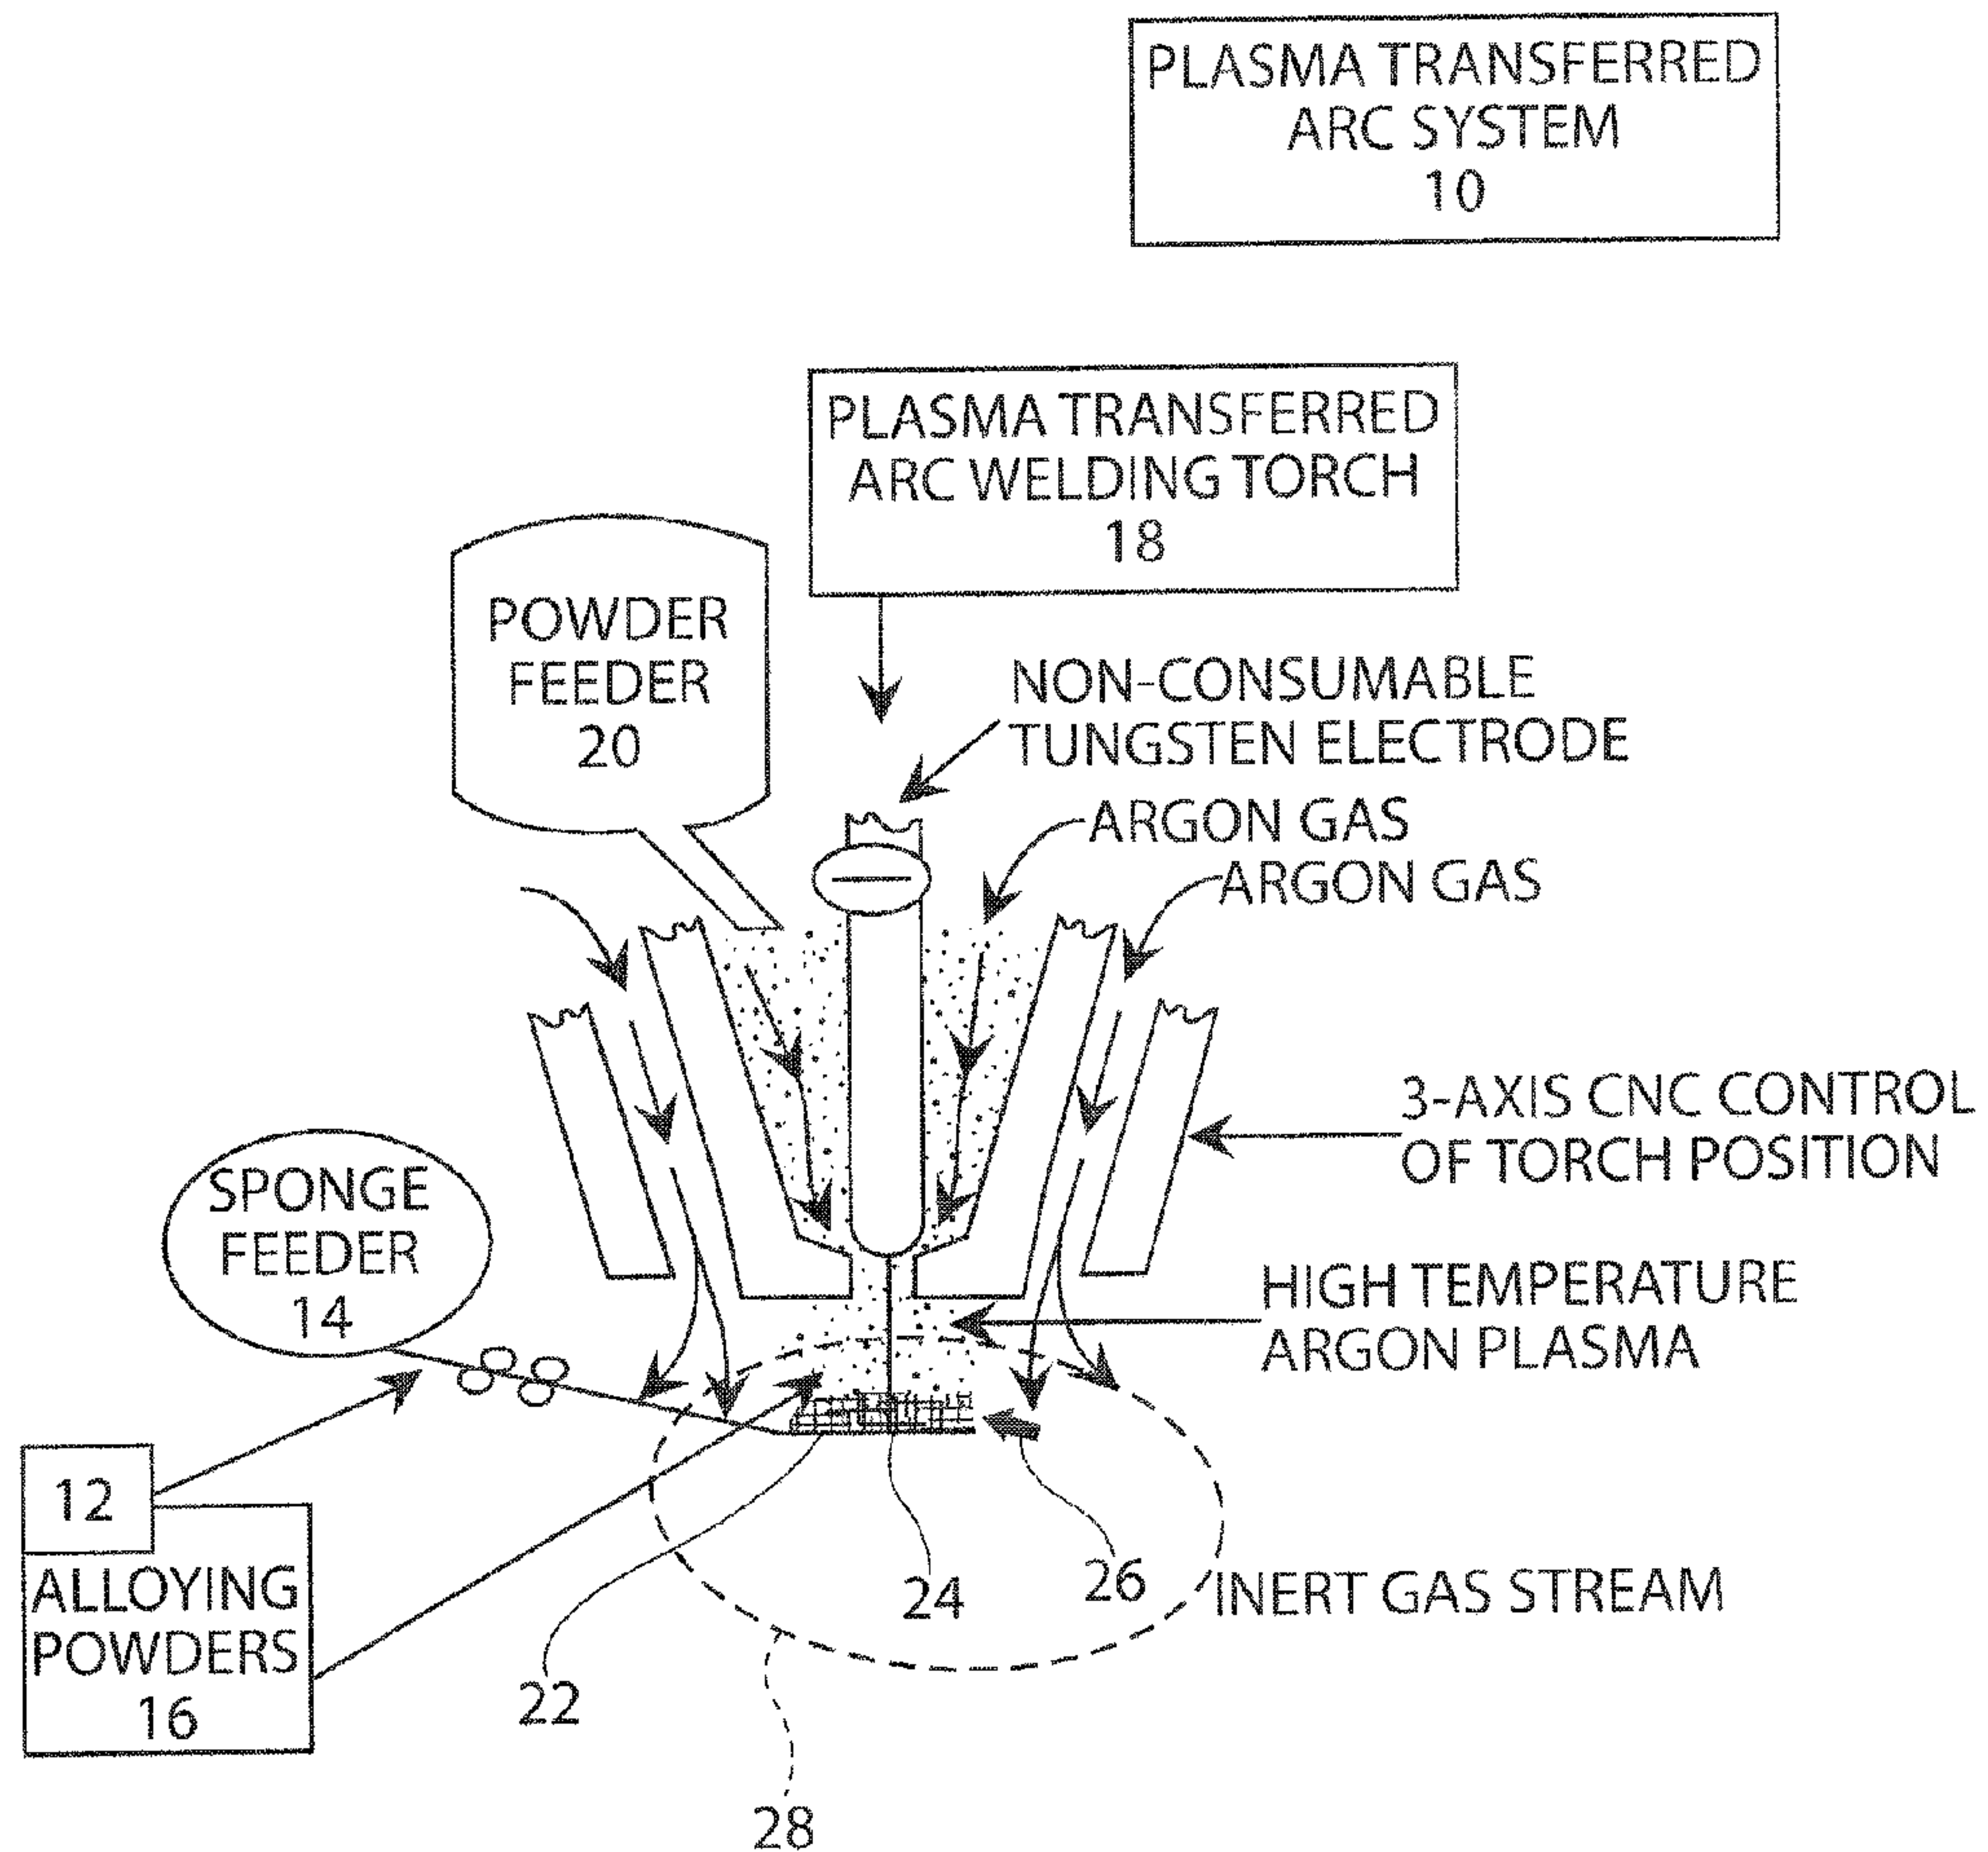 PLASMA TRANSFERRED
ARC SYSTEM
10
PLASMA TRANSFERRED
ARC WELDING TORCH
18
POWDER
FEEDER
20
NON-CONSUMABLE
TUNGSTEN ELECTRODE
ARGON GAS
ARGON GAS
3-AXIS CNC CONTROL
OF TORCH POSITION
SPONGE
FEEDER
14
HIGH TEMPERATURE
ARGON PLASMA
12
ALLOYING
POWDERS
16
22
24
26
INERT GAS STREAM
28